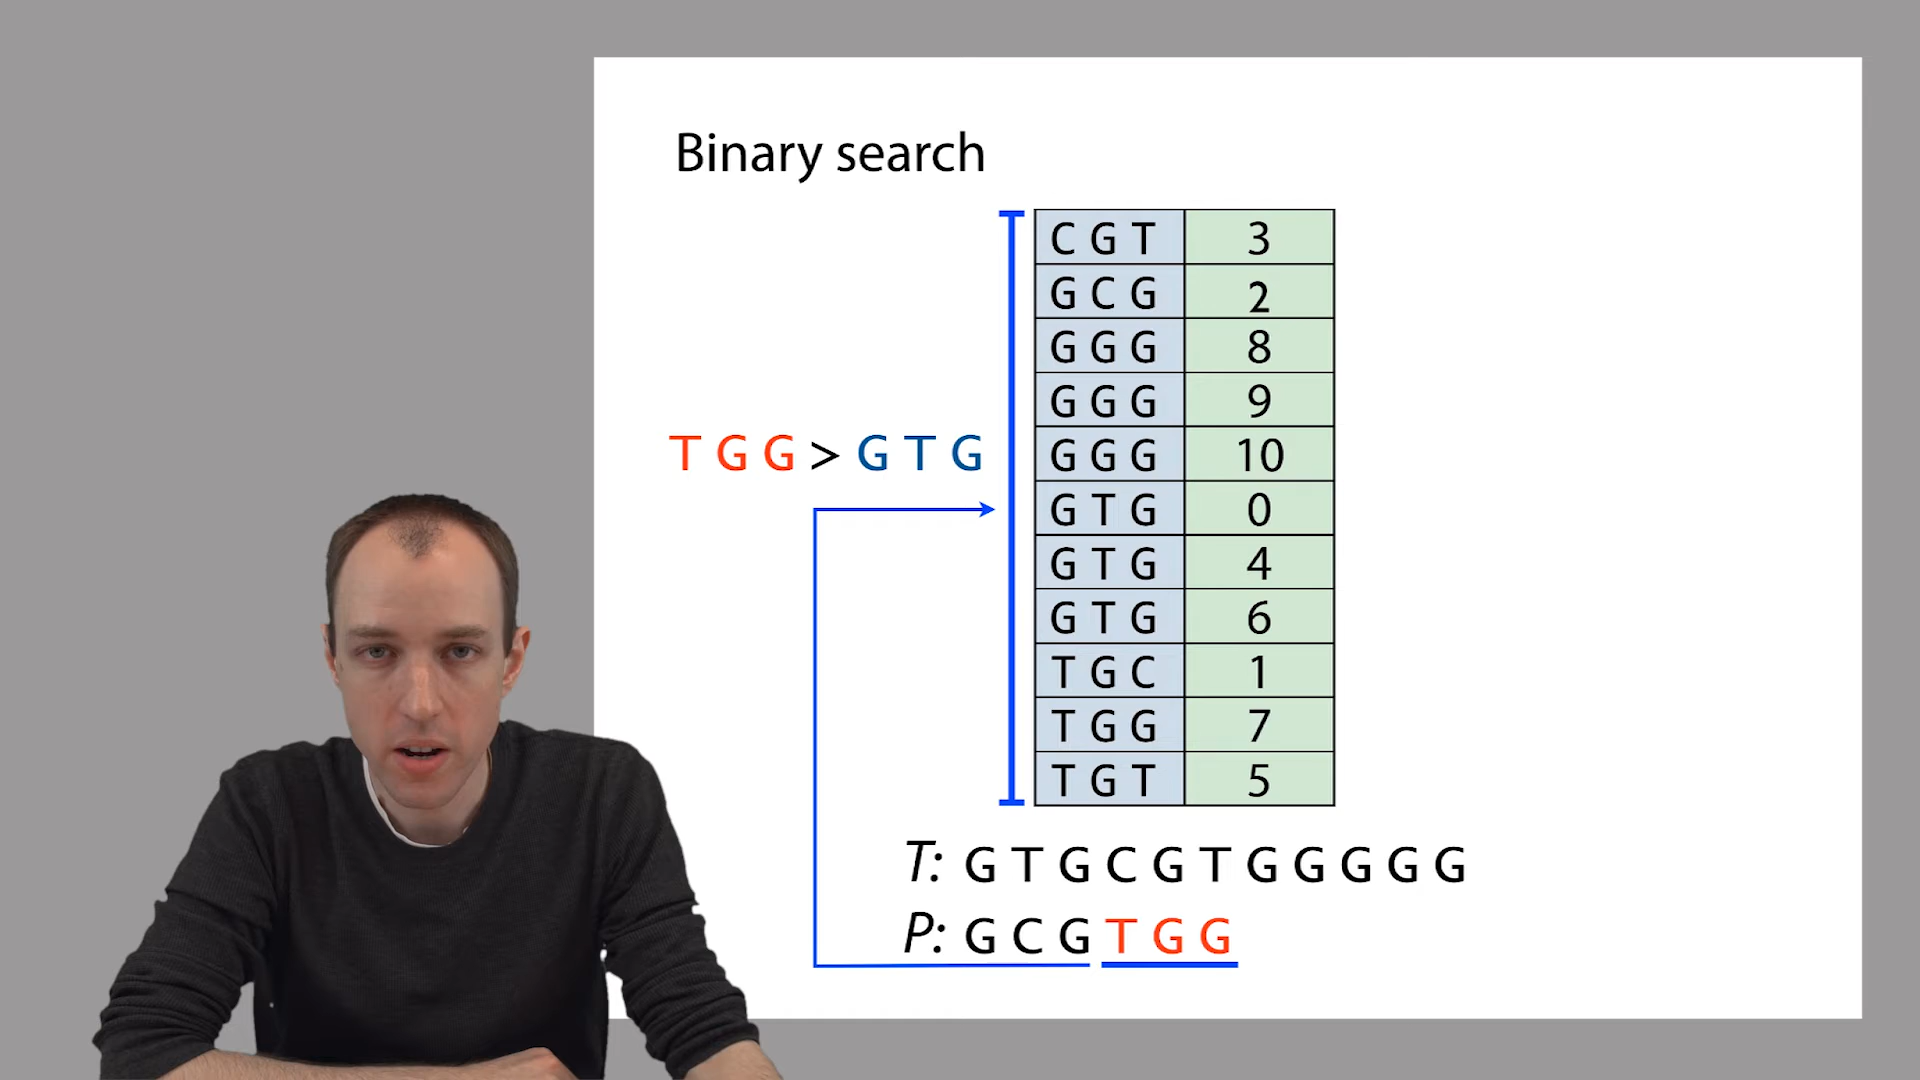 Binary search
C G T 3
G C G 2
G G G 8
G G G 9
T G G > G T G G G G 10
G T G 0
G T G 4
G T G 6
T G C 1
T G G 7
T G T 5
T: G T G C G T G G G G G
P: G C G T G G